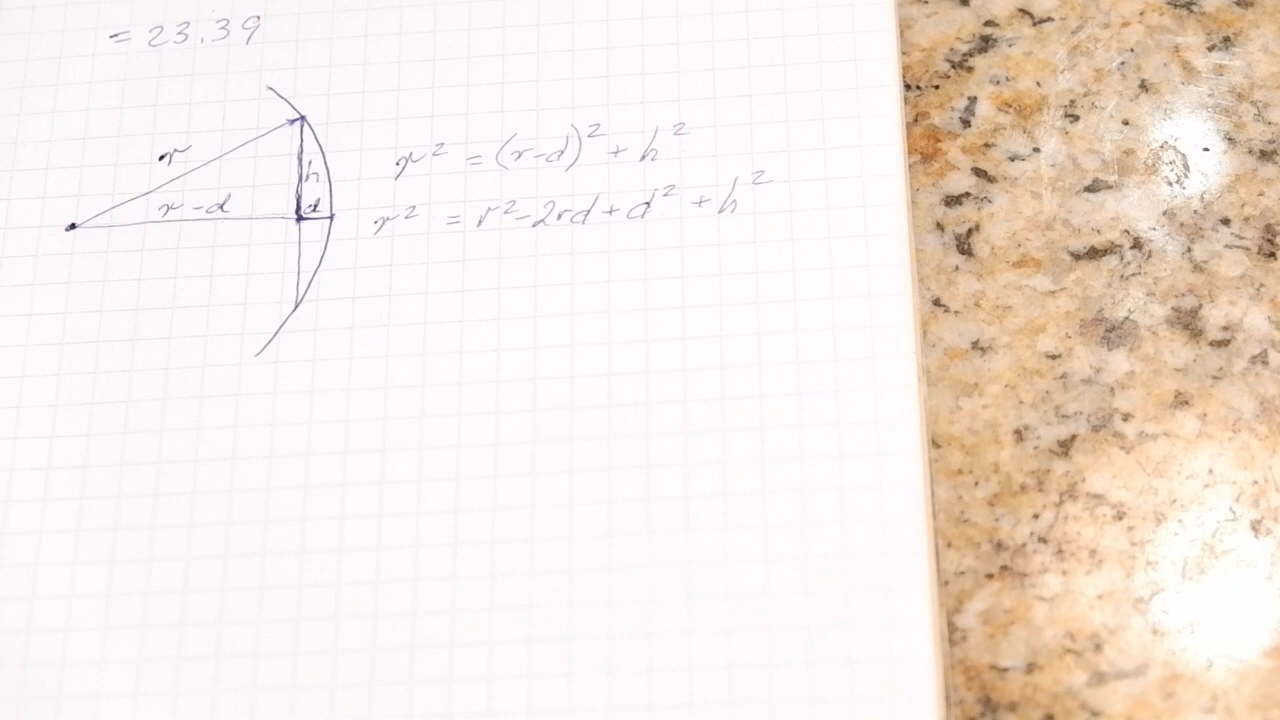 = 23.39
r
h
r-d
d
r² = (r-d)² + h²
r² = r²-2rd+d² +h²